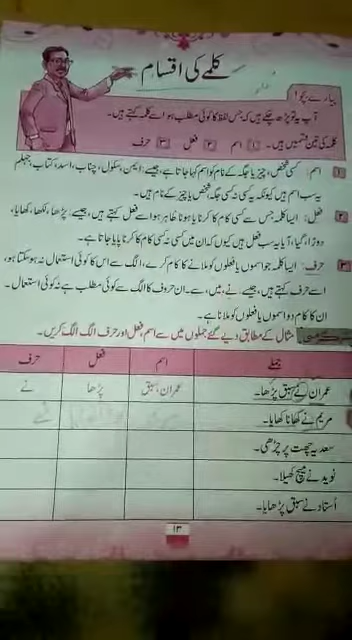 کلمے کی اقسام
پیارے بچو!
آپ یہ تو پڑھ چکے ہیں کہ جس لفظ کا کوئی مطلب ہو اسے کلمہ کہتے ہیں۔
کلمہ کی تین قسمیں ہیں۔ ۱ اسم ۲ فعل ۳ حرف
۱ اسم: کسی شخص، چیز یا جگہ کے نام کو اسم کہا جاتا ہے، جیسے: ایمن، سکول، چناب، اسد، کتاب، جہلم
یہ سب اسم ہیں کیونکہ یہ کسی نہ کسی جگہ شخص یا چیز کے نام ہیں۔
۲ فعل: ایسا کلمہ جس سے کسی کام کا کرنا یا ہونا ظاہر ہو اسے فعل کہتے ہیں، جیسے: پڑھا، لکھا، کھایا،
دوڑا، گیا، آیا یہ سب فعل ہیں کیوں کہ ان میں کسی نہ کسی کام کا کرنا پایا جاتا ہے۔
۳ حرف: ایسا کلمہ جو اسموں یا فعلوں کو ملانے کا کام کرے، الگ سے اس کا کوئی استعمال نہ ہو سکتا ہو،
اسے حرف کہتے ہیں، جیسے: نے، میں، سے۔ ان حروف کا الگ سے کوئی مطلب ہے نہ کوئی استعمال۔
ان کا کام دو اسموں یا فعلوں کو ملانا ہے۔
مثال کے مطابق دیے گئے جملوں میں سے اسم، فعل اور حرف الگ الگ کریں۔
جملے اسم فعل حرف
عمران نے سبق پڑھا۔ عمران، سبق پڑھا نے
مریم نے کھانا کھایا۔ نے
سعدیہ چھت پر چڑھی۔
نوید نے میچ کھیلا۔
اُستاد نے سبق پڑھایا۔
۱۳